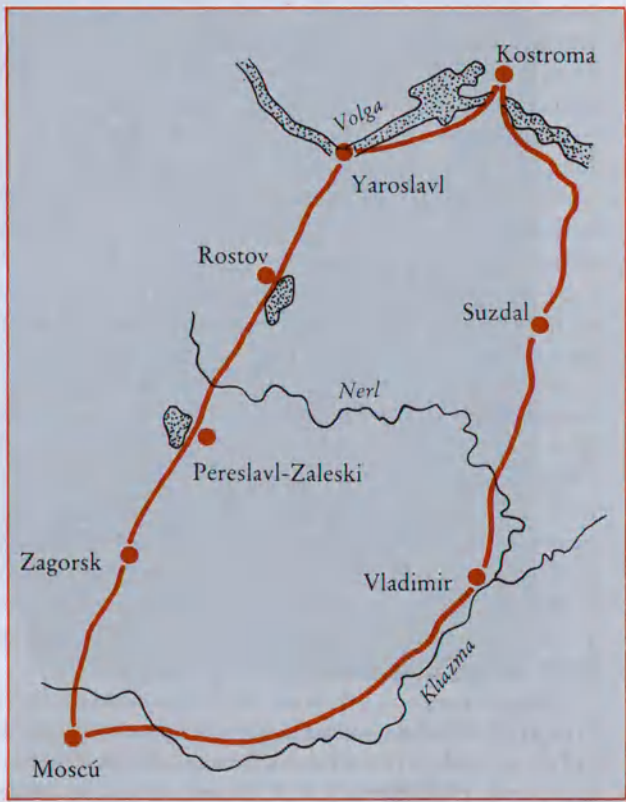 Kostroma
Volga
Yaroslavl
Rostov
Suzdal
Nerl
Pereslavl-Zaleski
Zagorsk
Vladimir
Kliazma
Moscú